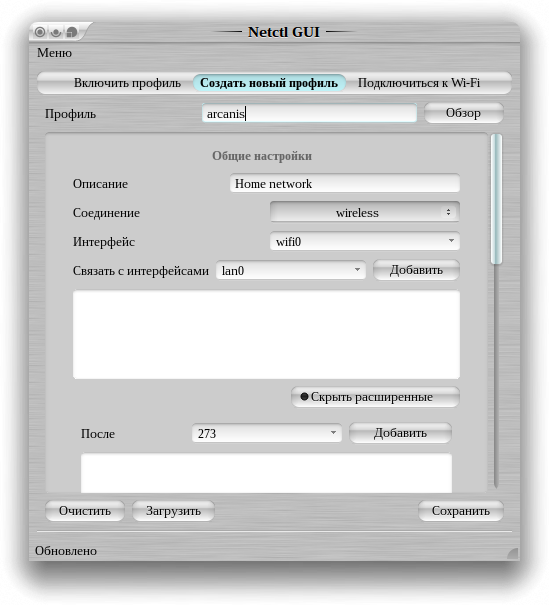 Netctl GUI
Меню
Включить профиль Создать новый профиль Подключиться к Wi-Fi
Профиль arcanis Обзор
Общие настройки
Описание Home network
Соединение wireless
Интерфейс wifi0
Связать с интерфейсами lan0 Добавить
Скрыть расширенные
После 273 Добавить
Очистить Загрузить Сохранить
Обновлено